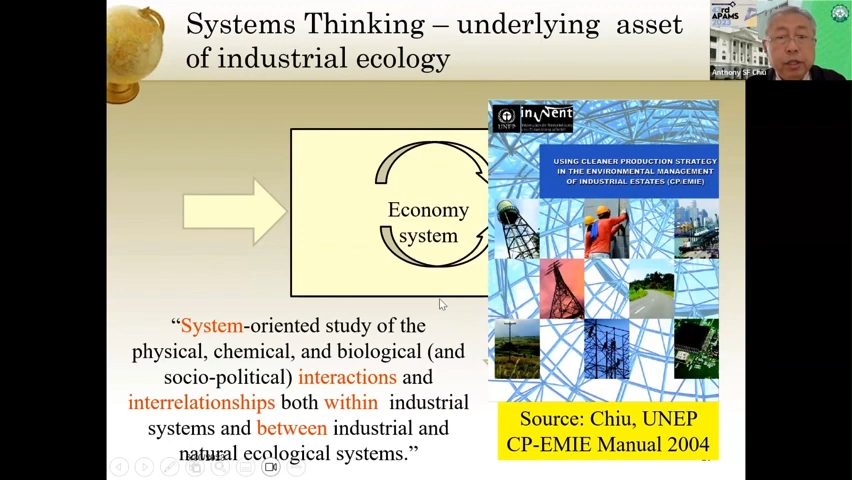 Systems Thinking – underlying asset
of industrial ecology
rd
APAMS
Anthony SF Chiu
UNEP
inWent
USING CLEANER PRODUCTION STRATEGY
IN THE ENVIRONMENTAL MANAGEMENT
OF INDUSTRIAL ESTATES (CP-EMIE)
Economy
system
“System-oriented study of the
physical, chemical, and biological (and
socio-political) interactions and
interrelationships both within industrial
systems and between industrial and
natural ecological systems.”
Source: Chiu, UNEP
CP-EMIE Manual 2004